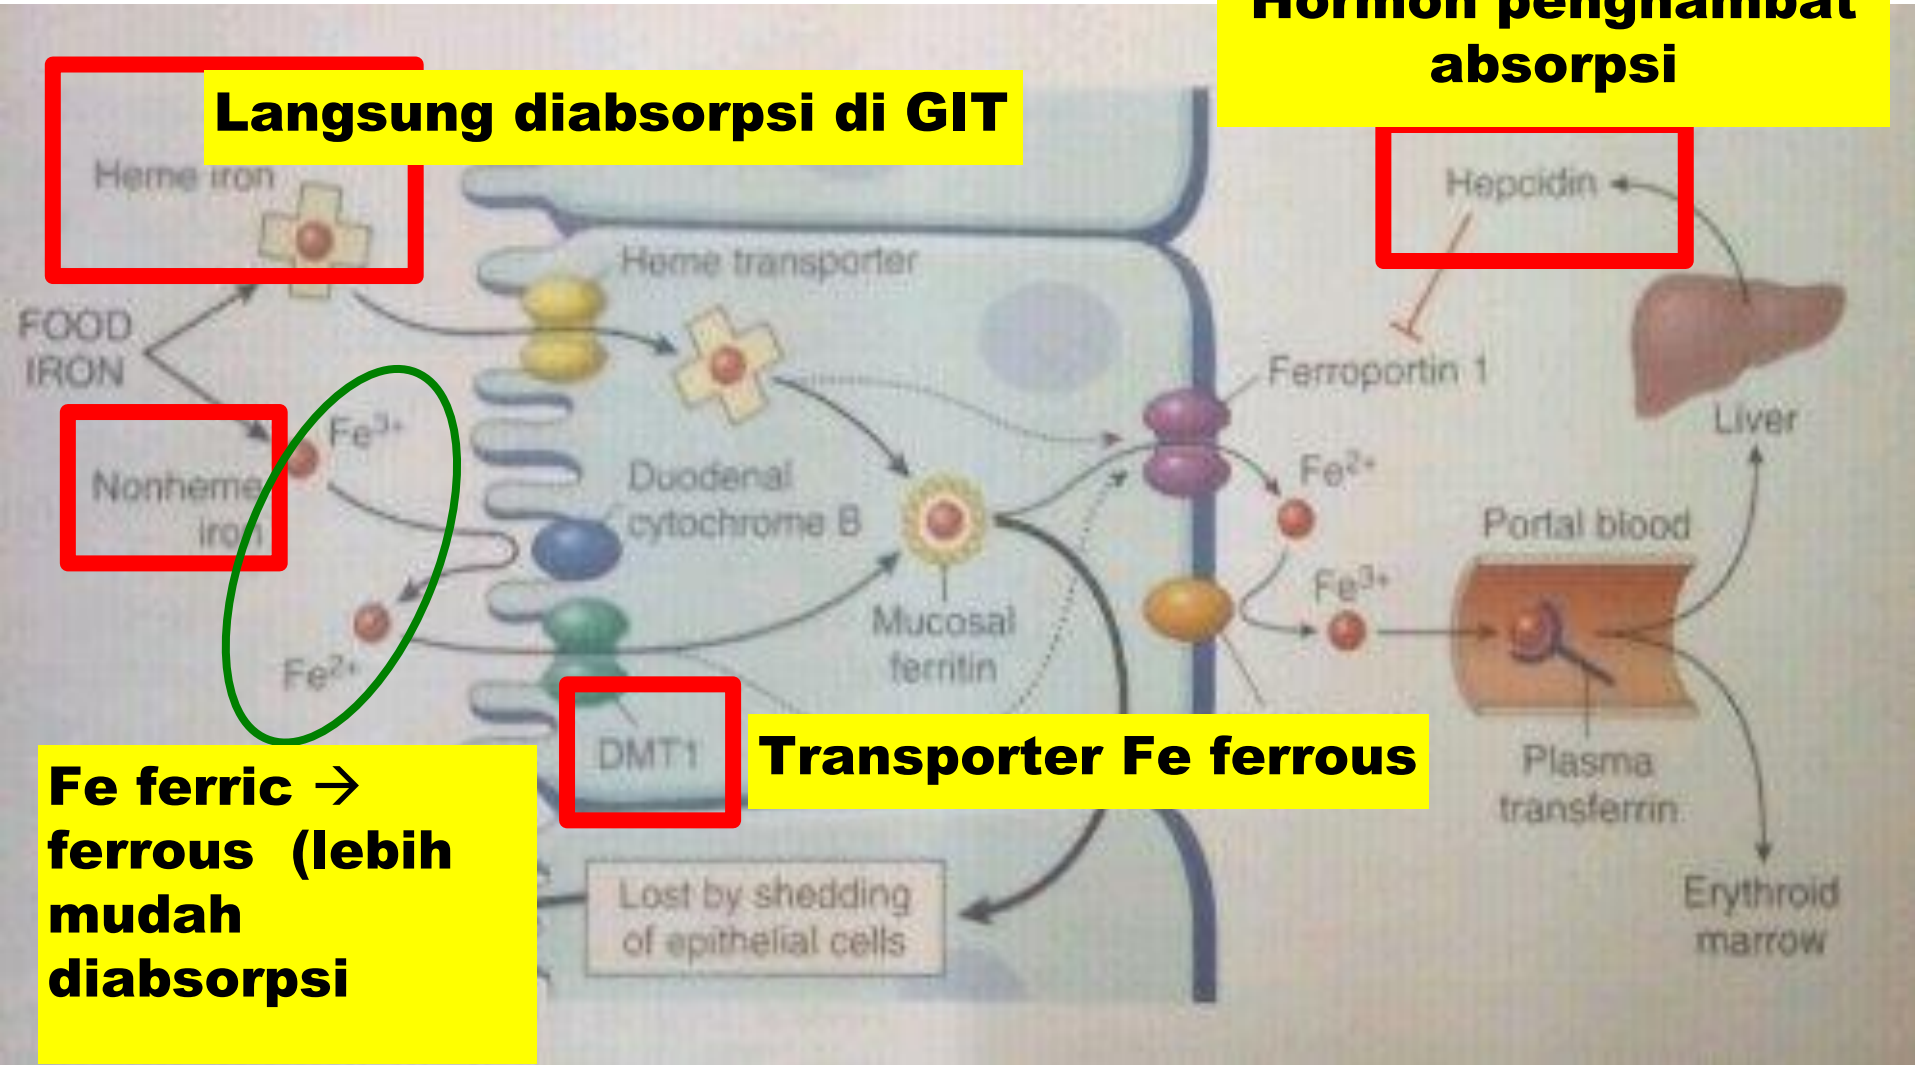 Hormon penghambat
absorpsi
Langsung diabsorpsi di GIT
Heme iron
Hepcidin
Heme transporter
FOOD
IRON
Ferroportin 1
Liver
Fe3+
Nonheme
iron
Duodenal
cytochrome B
Fe2+
Portal blood
Fe3+
Mucosal
ferritin
Fe2+
DMT1
Transporter Fe ferrous
Plasma
transferrin
Fe ferric →
ferrous (lebih
mudah
diabsorpsi
Lost by shedding
of epithelial cells
Erythroid
marrow